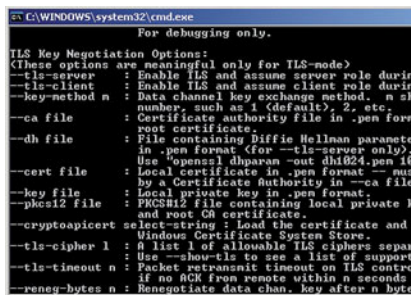 C:\WINDOWS\system32\cmd.exe
For debugging only.
TLS Key Negotiation Options:
(These options are meaningful only for TLS-mode)
--tls-server : Enable TLS and assume server role durin
--tls-client : Enable TLS and assume client role durin
--key-method m : Data channel key exchange method. m sh
number, such as 1 (default), 2, etc.
--ca file : Certificate authority file in .pem form
root certificate.
--dh file : File containing Diffie Hellman paramete
in .pem format (for --tls-server only).
Use "openssl dhparam -out dh1024.pem 10
--cert file : Local certificate in .pem format -- mus
by a Certificate Authority in --ca file
--key file : Local private key in .pem format.
--pkcs12 file : PKCS#12 file containing local private k
and root CA certificate.
--cryptoapicert select-string : Load the certificate and
Windows Certificate System Store.
--tls-cipher l : A list l of allowable TLS ciphers separ
Use --show-tls to see a list of support
--tls-timeout n : Packet retransmit timeout on TLS contro
if no ACK from remote within n seconds
--reneg-bytes n : Renegotiate data chan. key after n byte